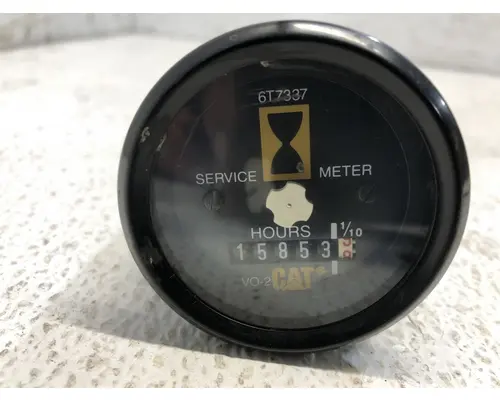 6T7337
SERVICE METER
HOURS 1/10
15853
VO-2 CAT